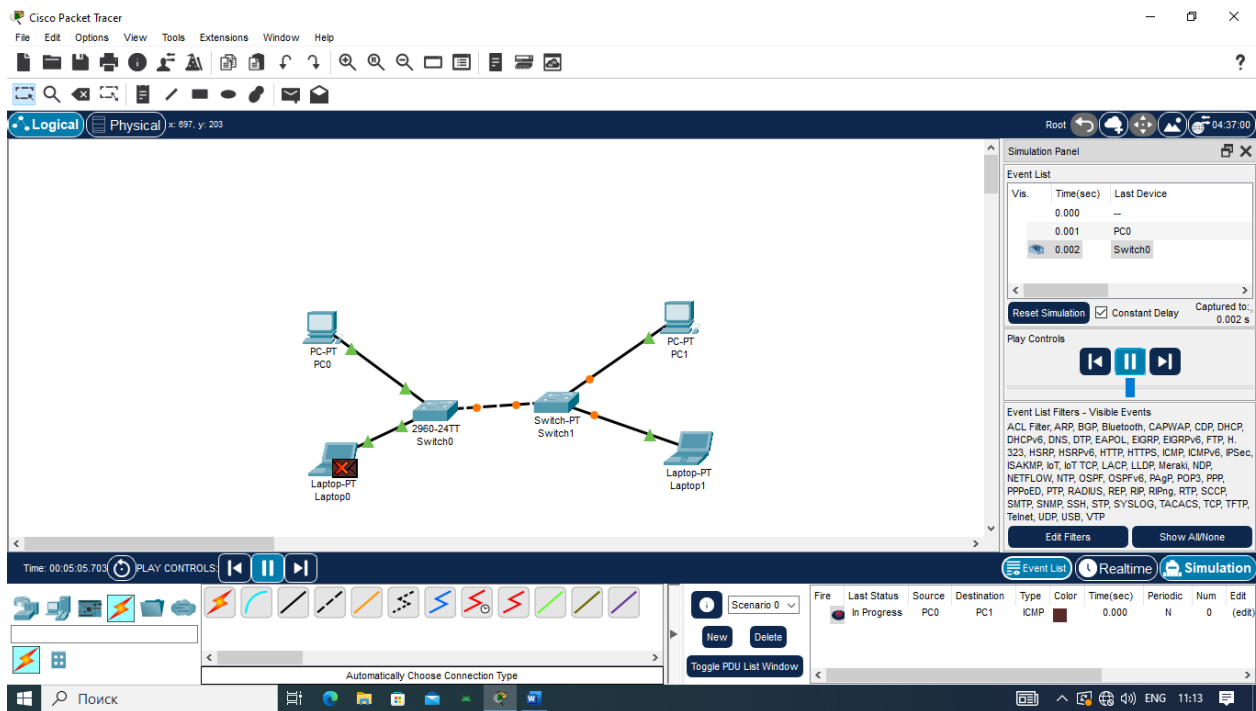 Cisco Packet Tracer
File Edit Options View Tools Extensions Window Help
?
Logical Physical x: 697, y: 203 Root 04:37:00
Simulation Panel
Event List
Vis. Time(sec) Last Device
0.000 --
0.001 PC0
0.002 Switch0
Reset Simulation Constant Delay Captured to:
0.002 s
Play Controls
PC-PT
PC0
PC-PT
PC1
2960-24TT
Switch0
Switch-PT
Switch1
Laptop-PT
Laptop0
Laptop-PT
Laptop1
Event List Filters - Visible Events
ACL Filter, ARP, BGP, Bluetooth, CAPWAP, CDP, DHCP,
DHCPv6, DNS, DTP, EAPOL, EIGRP, EIGRPv6, FTP, H.
323, HSRP, HSRPv6, HTTP, HTTPS, ICMP, ICMPv6, IPSec,
ISAKMP, IoT, IoT TCP, LACP, LLDP, Meraki, NDP,
NETFLOW, NTP, OSPF, OSPFv6, PAgP, POP3, PPP,
PPPoED, PTP, RADIUS, REP, RIP, RIPng, RTP, SCCP,
SMTP, SNMP, SSH, STP, SYSLOG, TACACS, TCP, TFTP,
Telnet, UDP, USB, VTP
Edit Filters Show All/None
Time: 00:05:05.703 PLAY CONTROLS: Event List Realtime Simulation
Scenario 0
New Delete
Toggle PDU List Window
Fire Last Status Source Destination Type Color Time(sec) Periodic Num Edit
In Progress PC0 PC1 ICMP 0.000 N 0 (edit)
Automatically Choose Connection Type
Поиск ENG 11:13